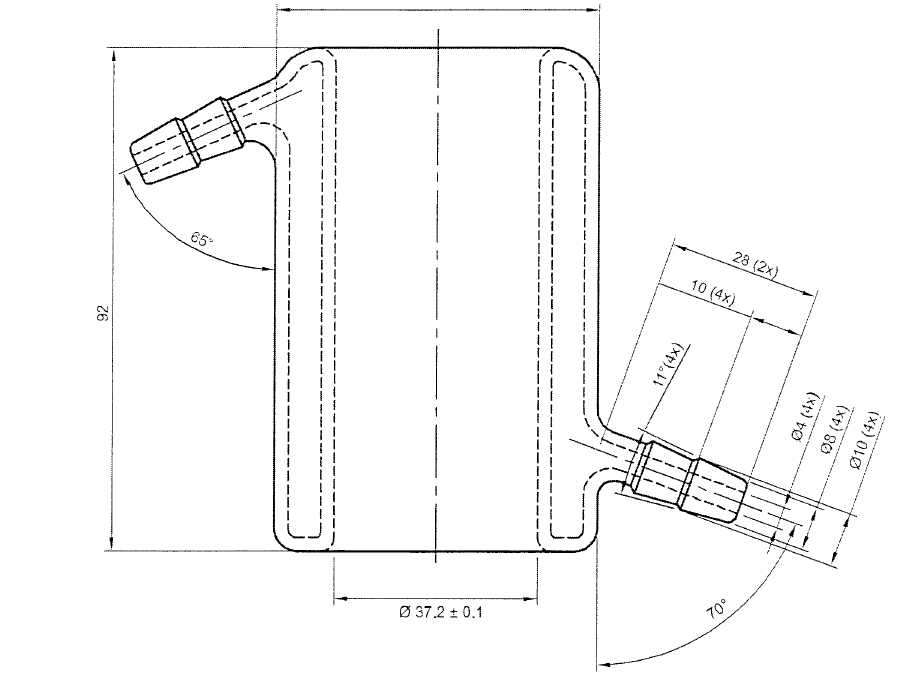 65°
28 (2x)
10 (4x)
92
11°(4x)
Ø4 (4x)
Ø8 (4x)
Ø10 (4x)
Ø 37.2 ± 0.1
70°